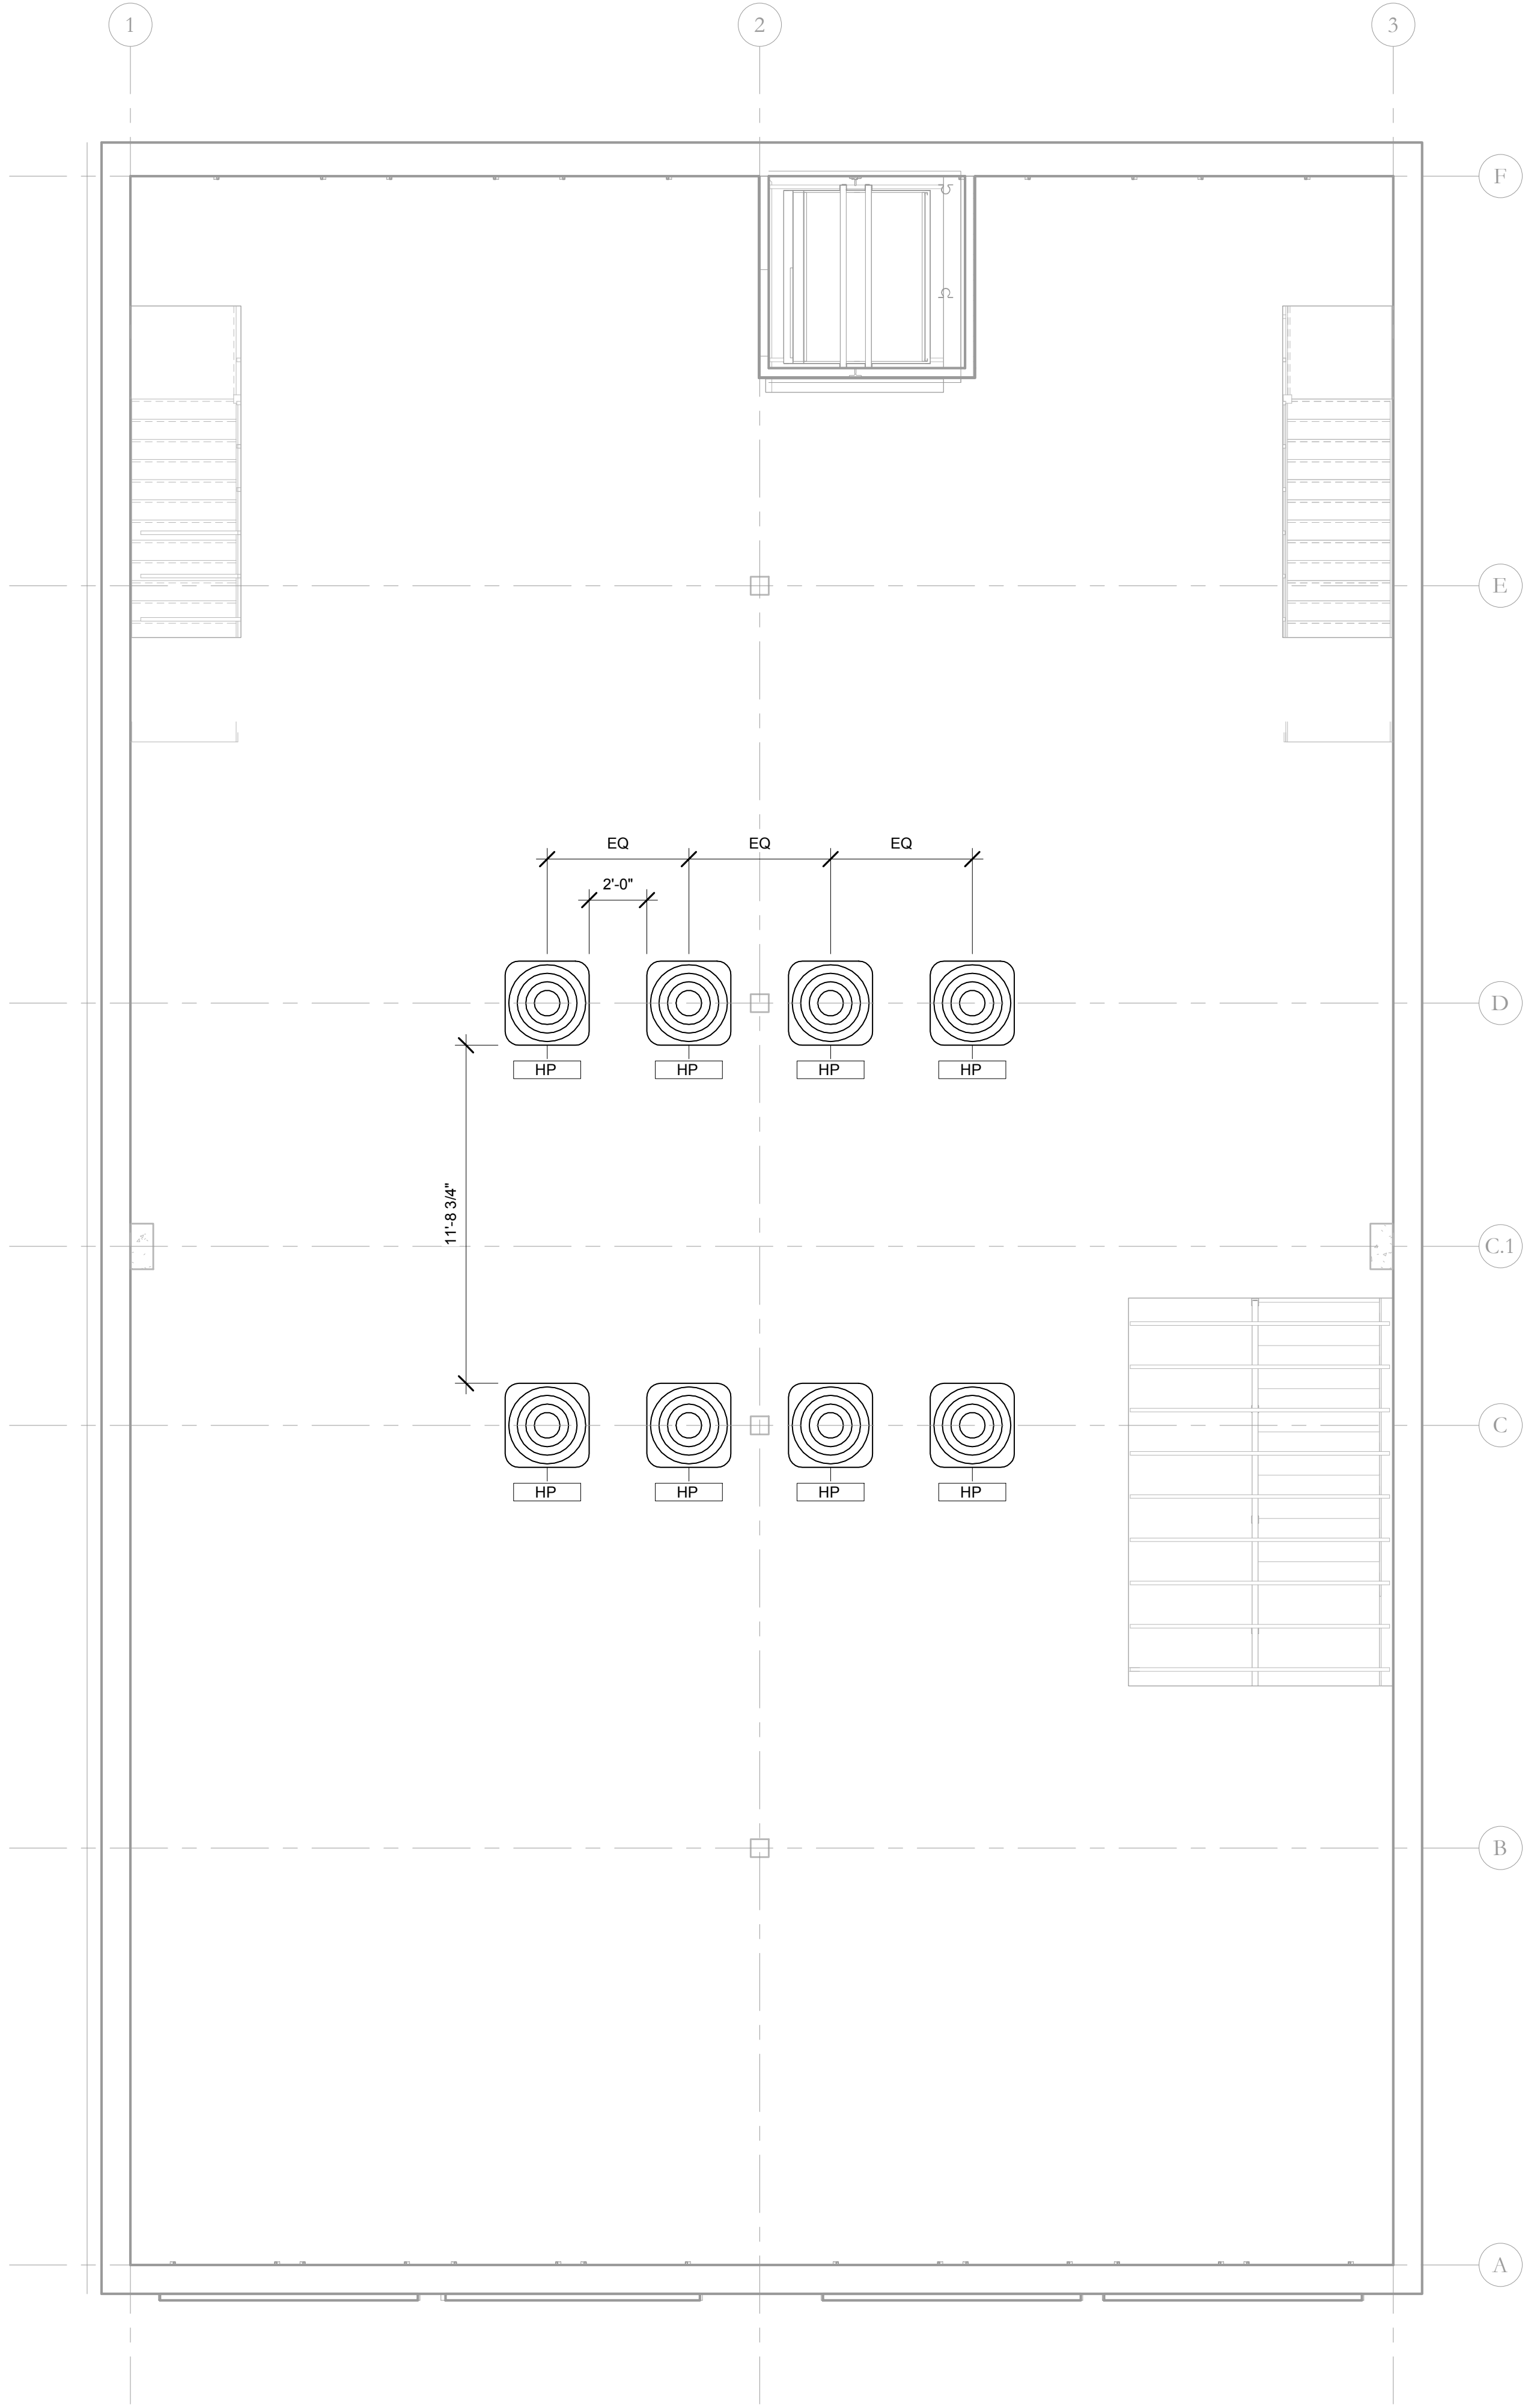 1 2 3
F
E
EQ EQ EQ
2'-0"
D
HP HP HP HP
11'-8 3/4"
C.1
C
HP HP HP HP
B
A